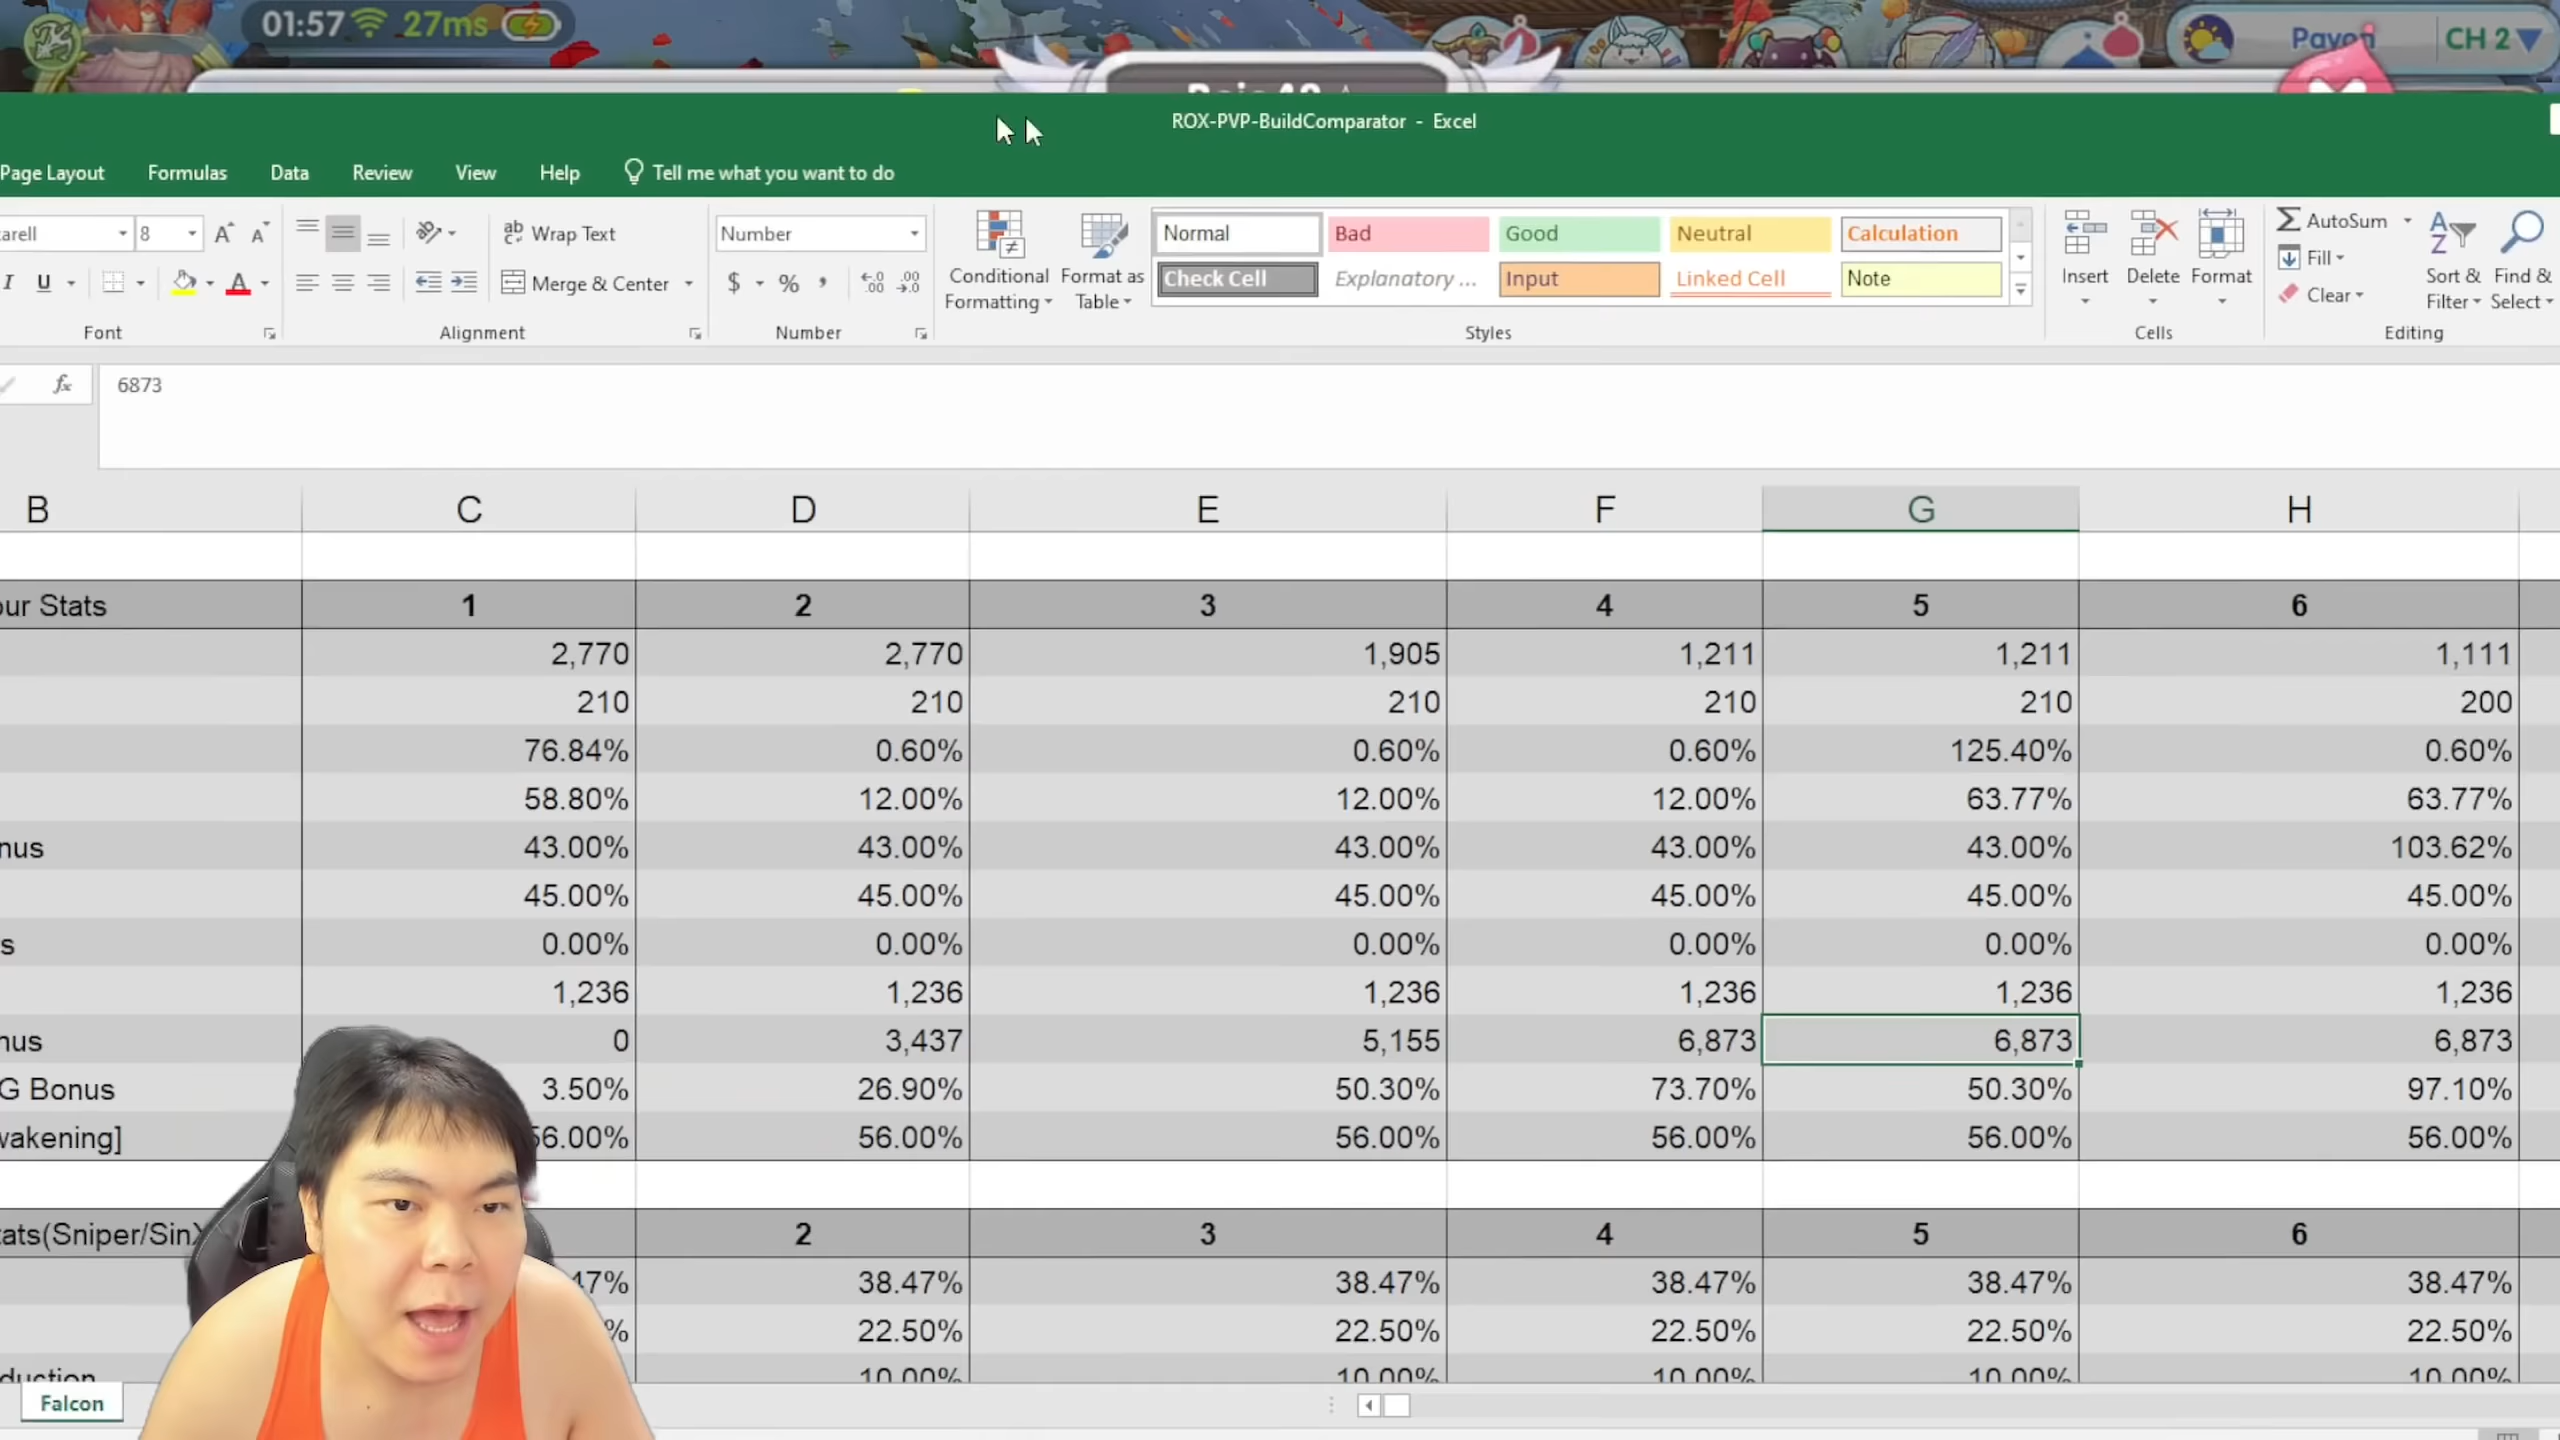 01:57 27ms Payon CH 2
ROX-PVP-BuildComparator - Excel
Page Layout Formulas Data Review View Help Tell me what you want to do
arell 8 Wrap Text Number Conditional Formatting Format as Table Normal Bad Good Neutral Calculation Insert Delete Format AutoSum Sort & Filter Find & Select
I U A Merge & Center $ % , Check Cell Explanatory ... Input Linked Cell Note Fill Clear
Font Alignment Number Styles Cells Editing
fx 6873
B C D E F G H
our Stats 1 2 3 4 5 6
2,770 2,770 1,905 1,211 1,211 1,111
210 210 210 210 210 200
76.84% 0.60% 0.60% 0.60% 125.40% 0.60%
58.80% 12.00% 12.00% 12.00% 63.77% 63.77%
nus 43.00% 43.00% 43.00% 43.00% 43.00% 103.62%
45.00% 45.00% 45.00% 45.00% 45.00% 45.00%
s 0.00% 0.00% 0.00% 0.00% 0.00% 0.00%
1,236 1,236 1,236 1,236 1,236 1,236
nus 0 3,437 5,155 6,873 6,873 6,873
G Bonus 3.50% 26.90% 50.30% 73.70% 50.30% 97.10%
wakening] 56.00% 56.00% 56.00% 56.00% 56.00% 56.00%
tats(Sniper/Sin 2 3 4 5 6
47% 38.47% 38.47% 38.47% 38.47% 38.47%
% 22.50% 22.50% 22.50% 22.50% 22.50%
duction 10.00% 10.00% 10.00% 10.00% 10.00%
Falcon